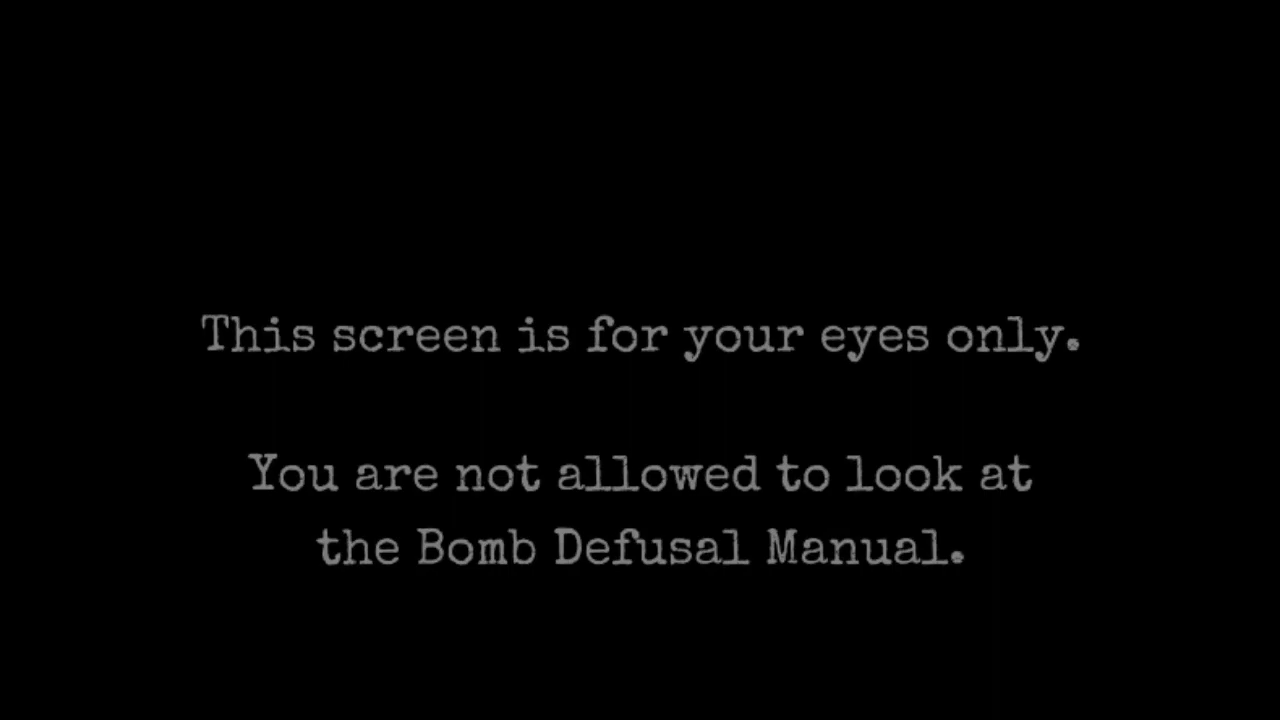 This screen is for your eyes only.
You are not allowed to look at
the Bomb Defusal Manual.